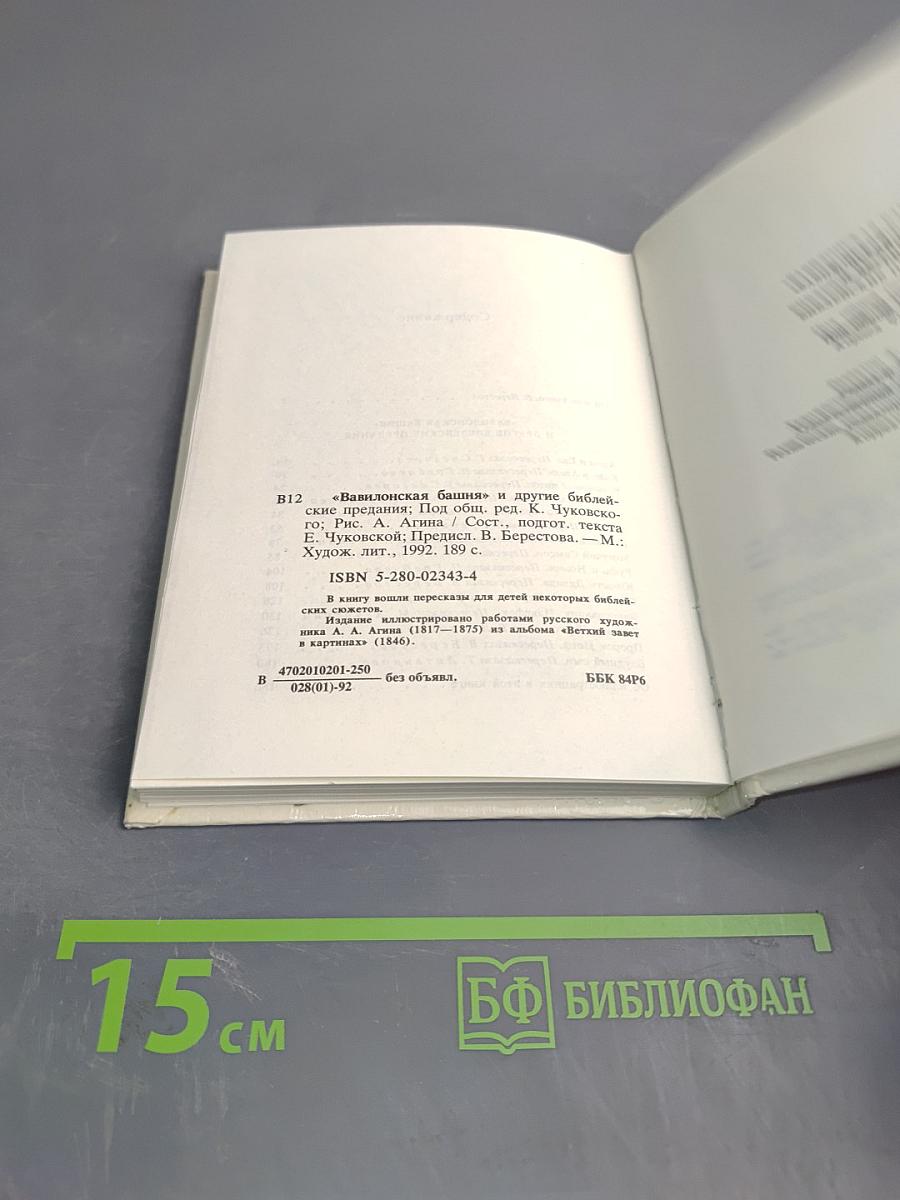 В12 «Вавилонская башня» и другие библей-
ские предания; Под общ. ред. К. Чуковско-
го; Рис. А. Агина / Сост., подгот. текста
Е. Чуковской; Предисл. В. Берестова. — М.:
Худож. лит., 1992. 189 с.
ISBN 5-280-02343-4
В книгу вошли пересказы для детей некоторых библей-
ских сюжетов.
Издание иллюстрировано работами русского худож-
ника А. А. Агина (1817—1875) из альбома «Ветхий завет
в картинах» (1846).
В 4702010201-250
028(01)-92 без объявл. ББК 84Р6
15 см
БФ БИБЛИОФАН